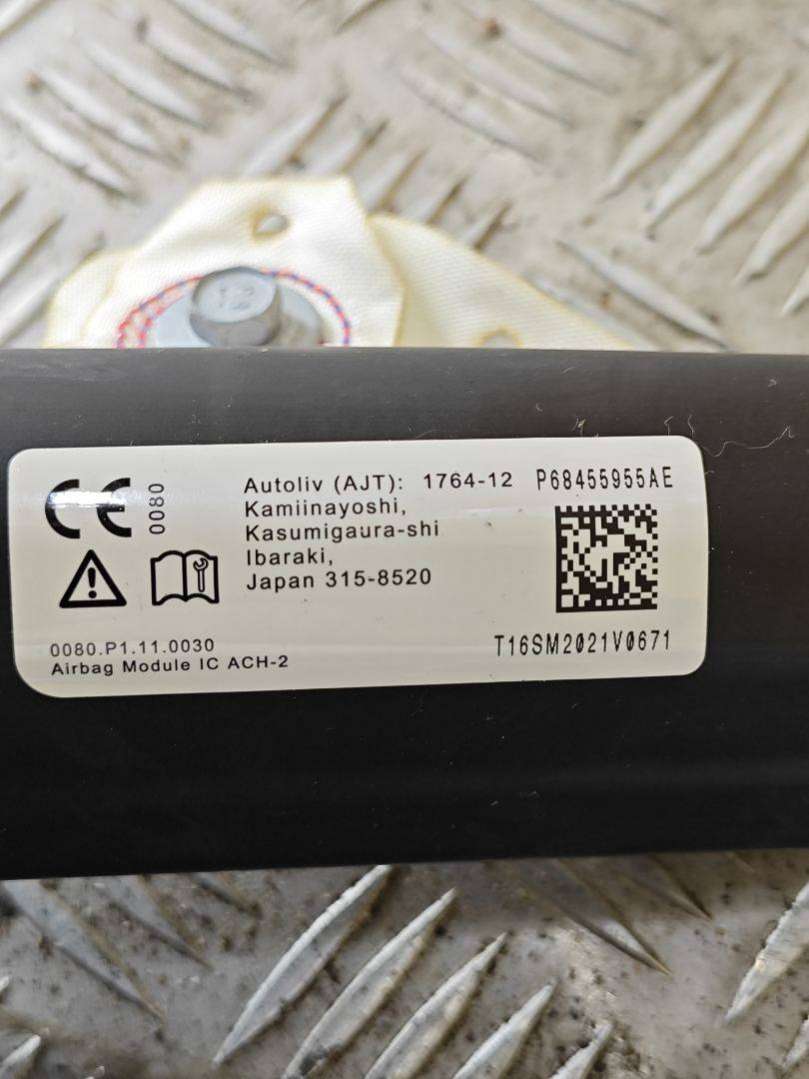 CE 0080
Autoliv (AJT): 1764-12
Kamiinayoshi,
Kasumigaura-shi
Ibaraki,
Japan 315-8520
P68455955AE
T16SM2021V0671
0080.P1.11.0030
Airbag Module IC ACH-2